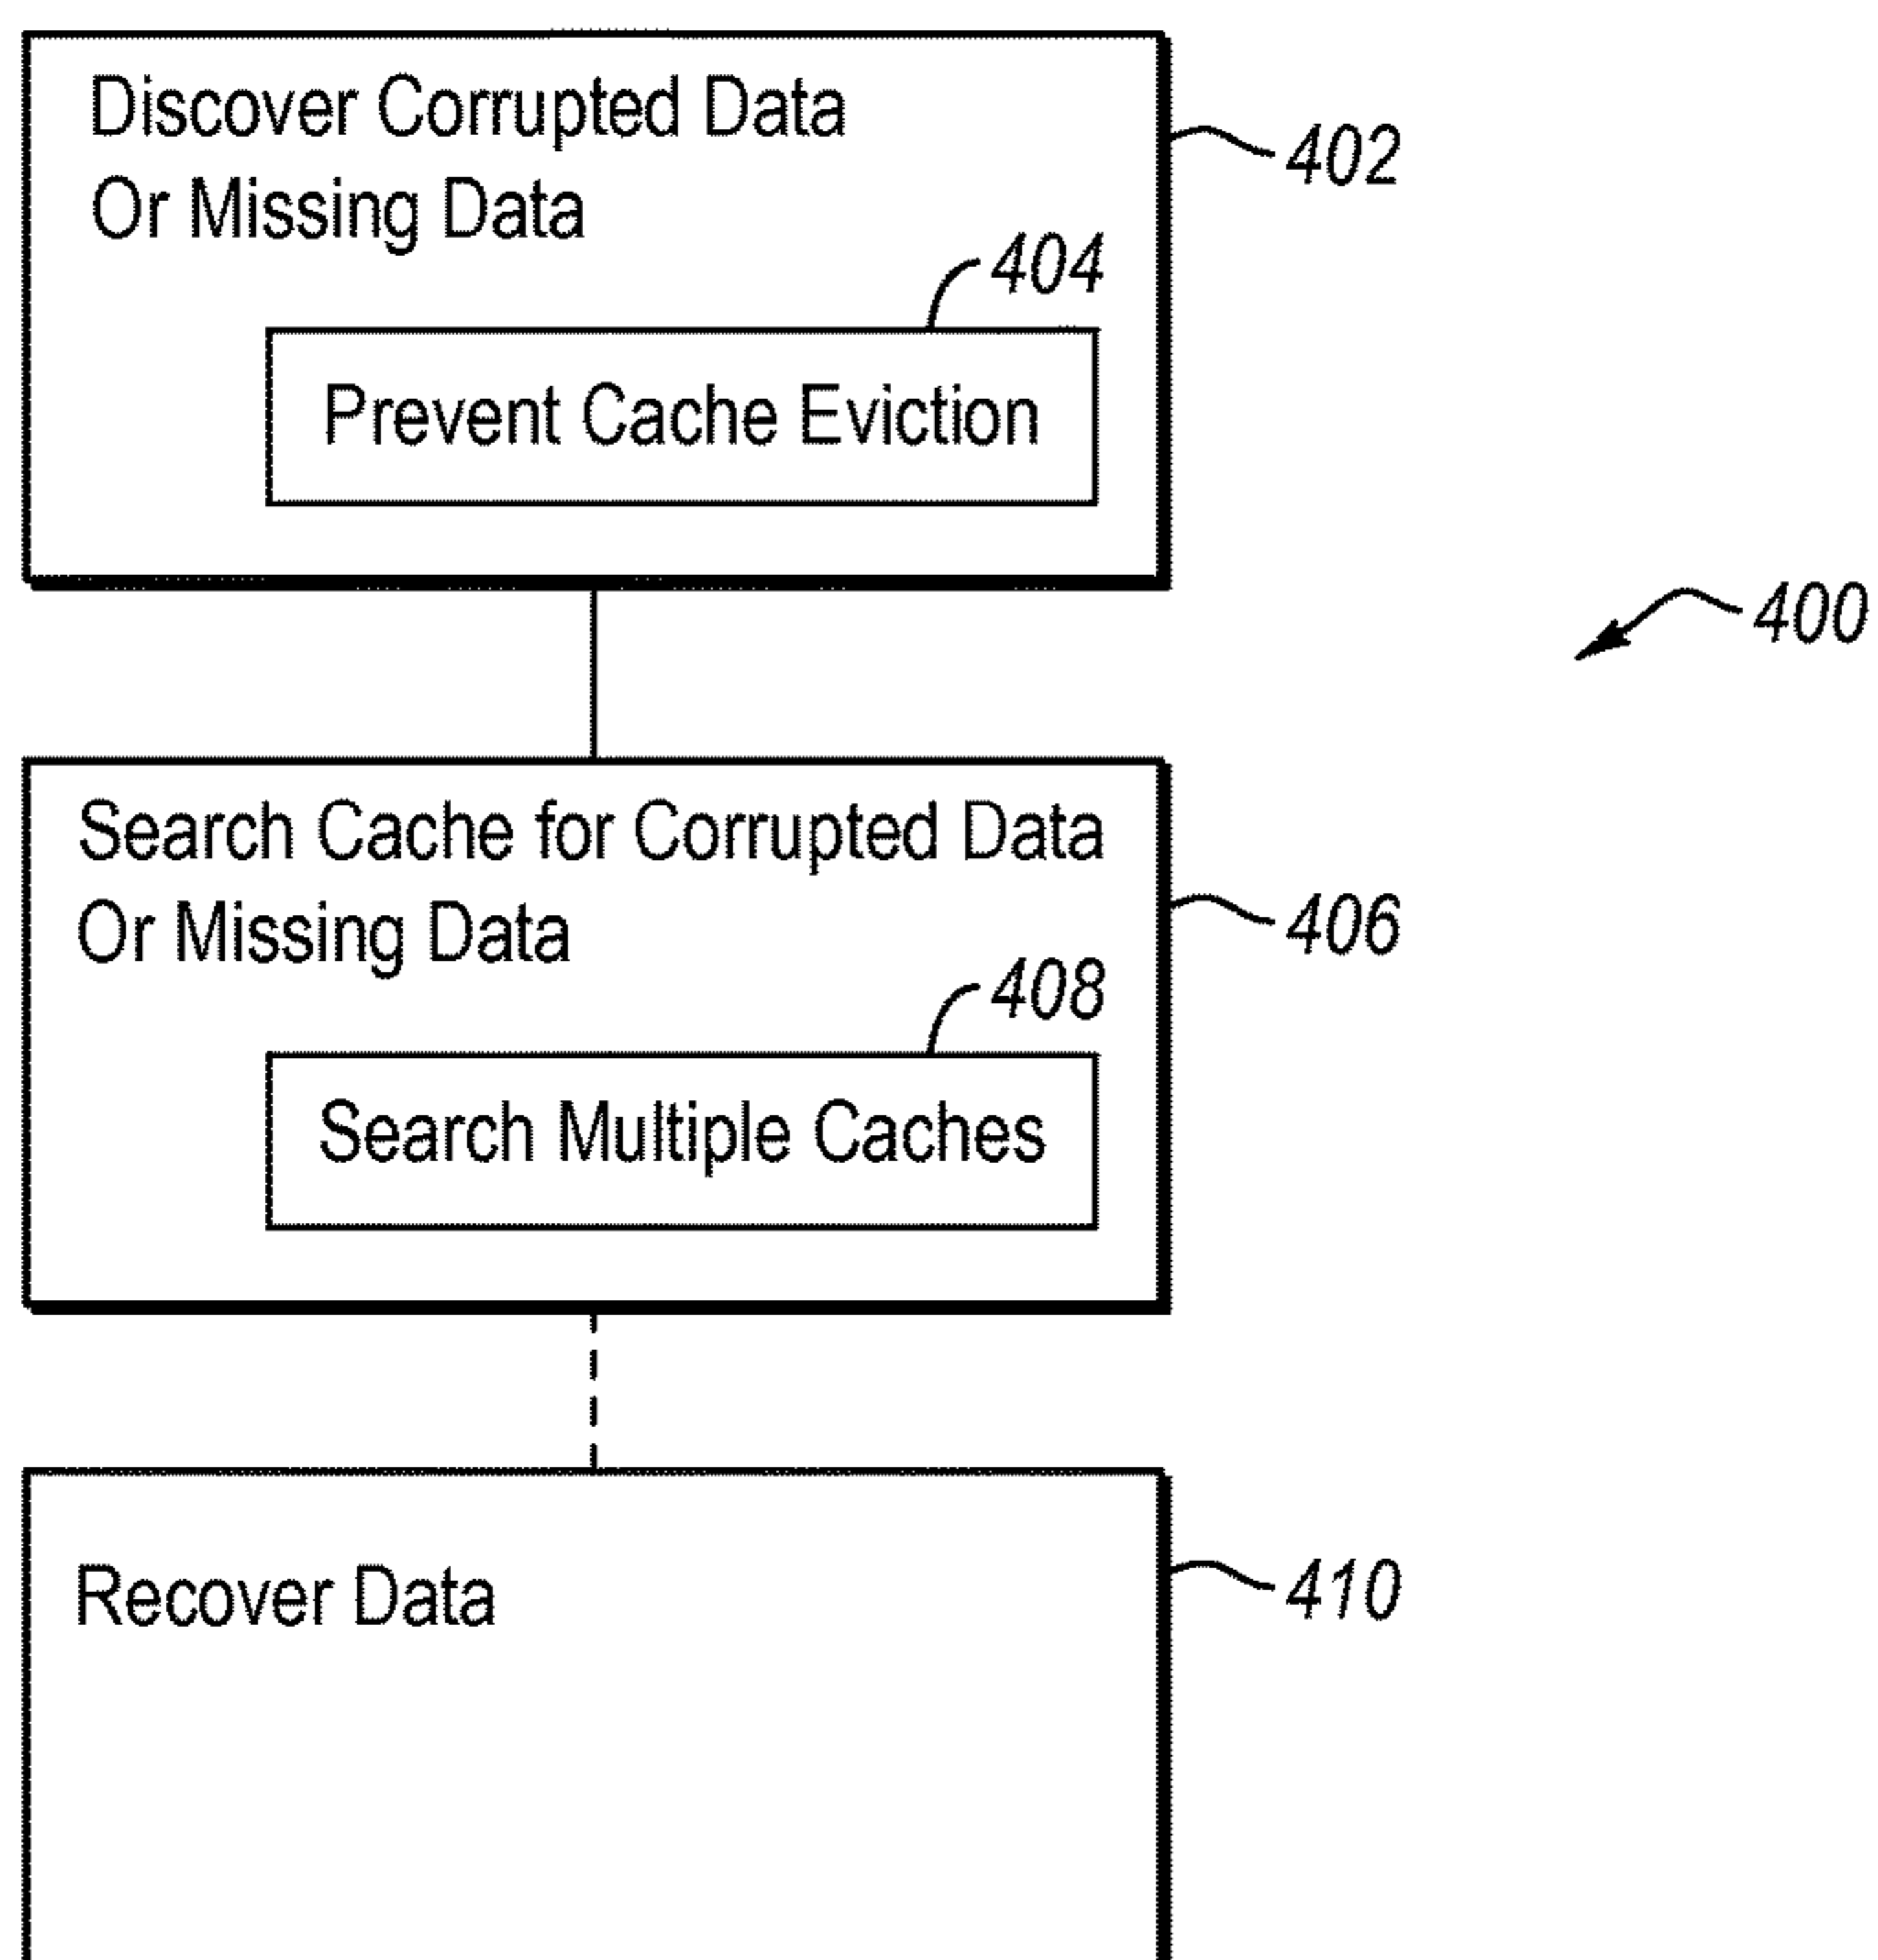 Discover Corrupted Data
Or Missing Data
402
404
Prevent Cache Eviction
400
Search Cache for Corrupted Data
Or Missing Data
406
408
Search Multiple Caches
Recover Data
410